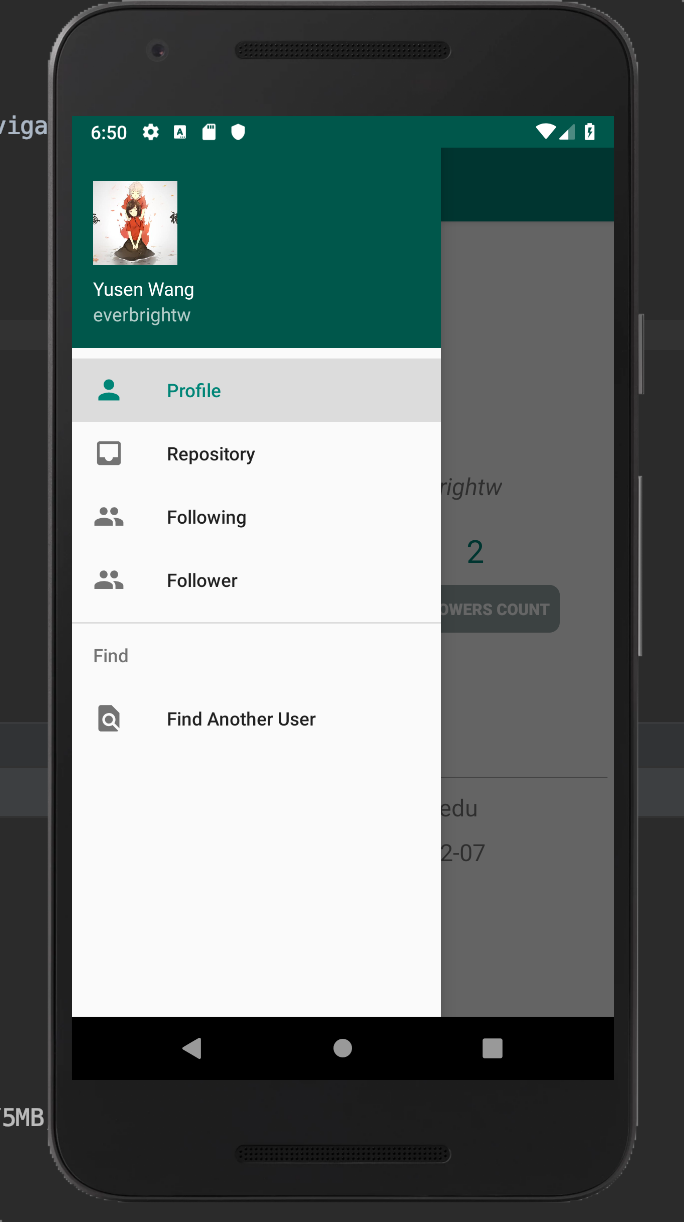 viga
6:50
Yusen Wang
everbrightw
Profile
Repository
Following
Follower
Find
Find Another User
rightw
2
OWERS COUNT
edu
2-07
75MB